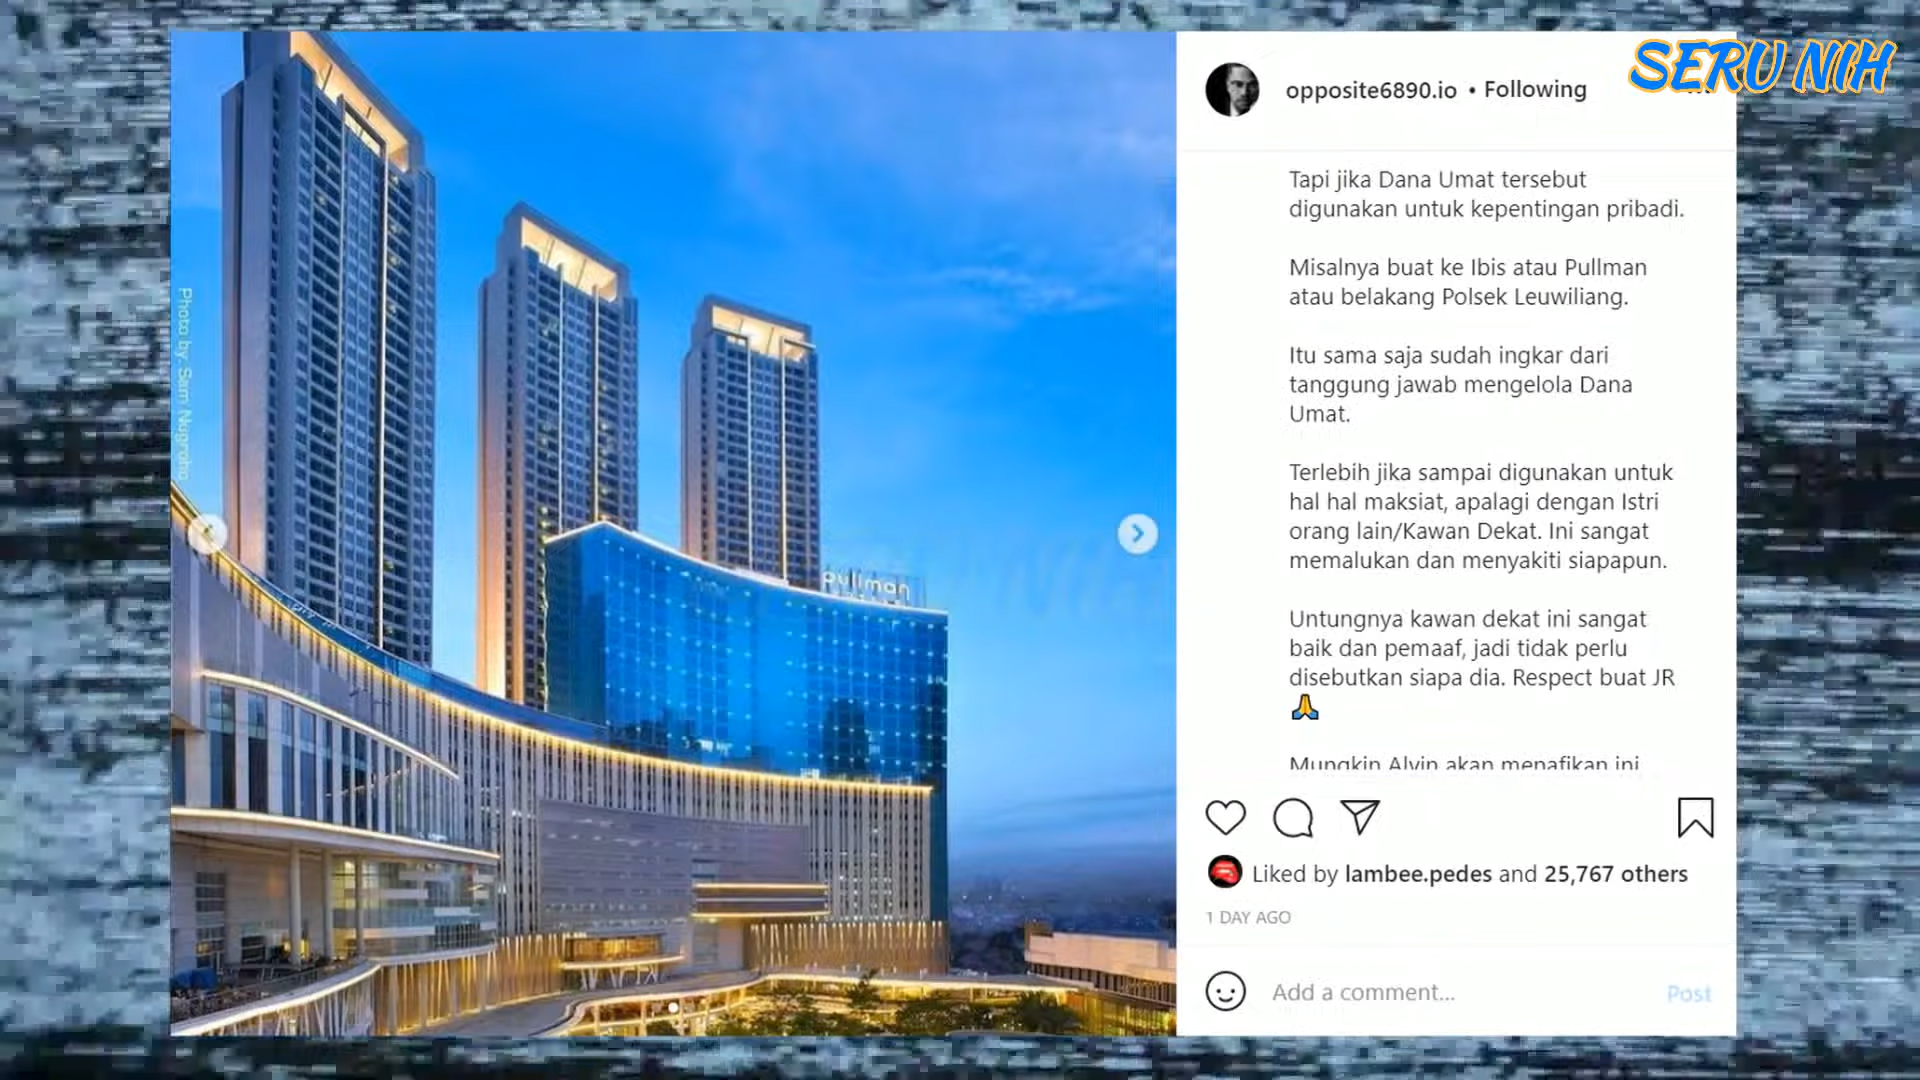 SERU NIH
opposite6890.io • Following
Photo by Sam Nugroho
pullman
Tapi jika Dana Umat tersebut
digunakan untuk kepentingan pribadi.
Misalnya buat ke Ibis atau Pullman
atau belakang Polsek Leuwiliang.
Itu sama saja sudah ingkar dari
tanggung jawab mengelola Dana
Umat.
Terlebih jika sampai digunakan untuk
hal hal maksiat, apalagi dengan Istri
orang lain/Kawan Dekat. Ini sangat
memalukan dan menyakiti siapapun.
Untungnya kawan dekat ini sangat
baik dan pemaaf, jadi tidak perlu
disebutkan siapa dia. Respect buat JR
🙏
Mungkin Alvin akan menafikan ini
Liked by lambee.pedes and 25,767 others
1 DAY AGO
Add a comment...
Post